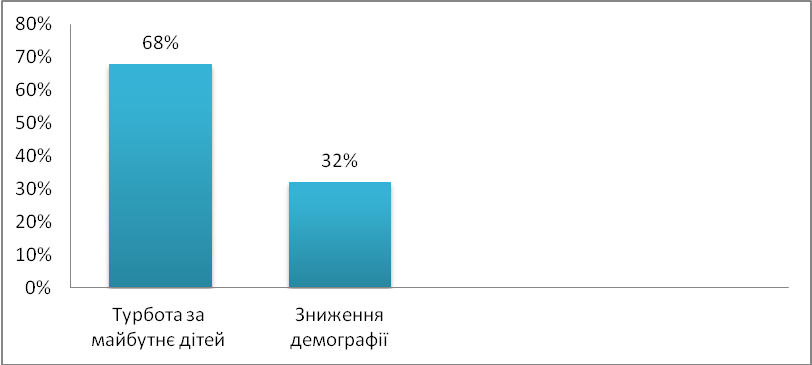 80%
70%
60%
50%
40%
30%
20%
10%
0%
68%
32%
Турбота за
майбутнє дітей
Зниження
демографії